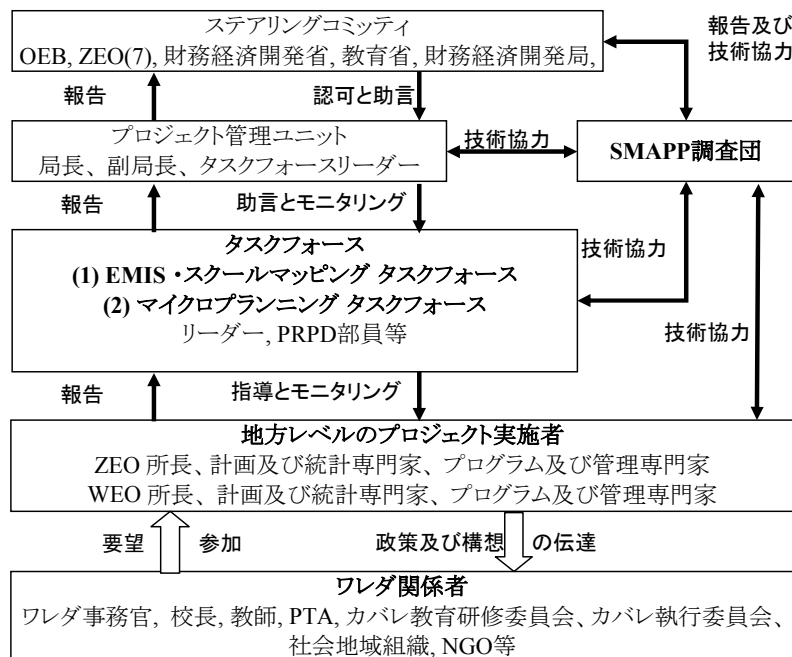 ステアリングコミッティ
OEB, ZEO(7), 財務経済開発省, 教育省, 財務経済開発局,
報告及び
技術協力
報告
認可と助言
プロジェクト管理ユニット
局長、副局長、タスクフォースリーダー
技術協力
SMAPP調査団
報告
助言とモニタリング
タスクフォース
(1) EMIS・スクールマッピング タスクフォース
(2) マイクロプランニング タスクフォース
リーダー, PRPD部員等
技術協力
技術協力
報告
指導とモニタリング
地方レベルのプロジェクト実施者
ZEO 所長、計画及び統計専門家、プログラム及び管理専門家
WEO 所長、計画及び統計専門家、プログラム及び管理専門家
要望
参加
政策及び構想
の伝達
ワレダ関係者
ワレダ事務官, 校長, 教師, PTA, カバレ教育研修委員会、カバレ執行委員会、
社会地域組織, NGO等